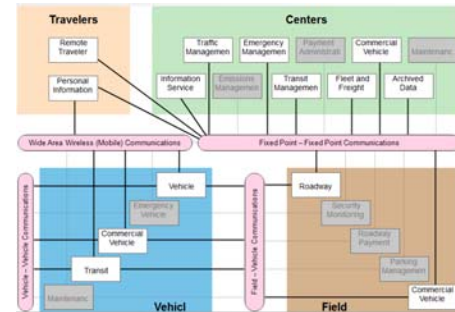 Travelers
Centers
Remote
Traveler
Traffic
Managemen
Emergency
Managemen
Payment
Administrati
Commercial
Vehicle
Maintenanc
Personal
Information
Information
Service
Emissions
Management
Transit
Managemen
Fleet and
Freight
Archived
Data
Wide Area Wireless (Mobile) Communications
Fixed Point – Fixed Point Communications
Vehicle – Vehicle Communications
Field – Vehicle Communications
Vehicle
Roadway
Emergency
Vehicle
Security
Monitoring
Commercial
Vehicle
Roadway
Payment
Transit
Parking
Management
Maintenanc
Commercial
Vehicle
Vehicl
Field